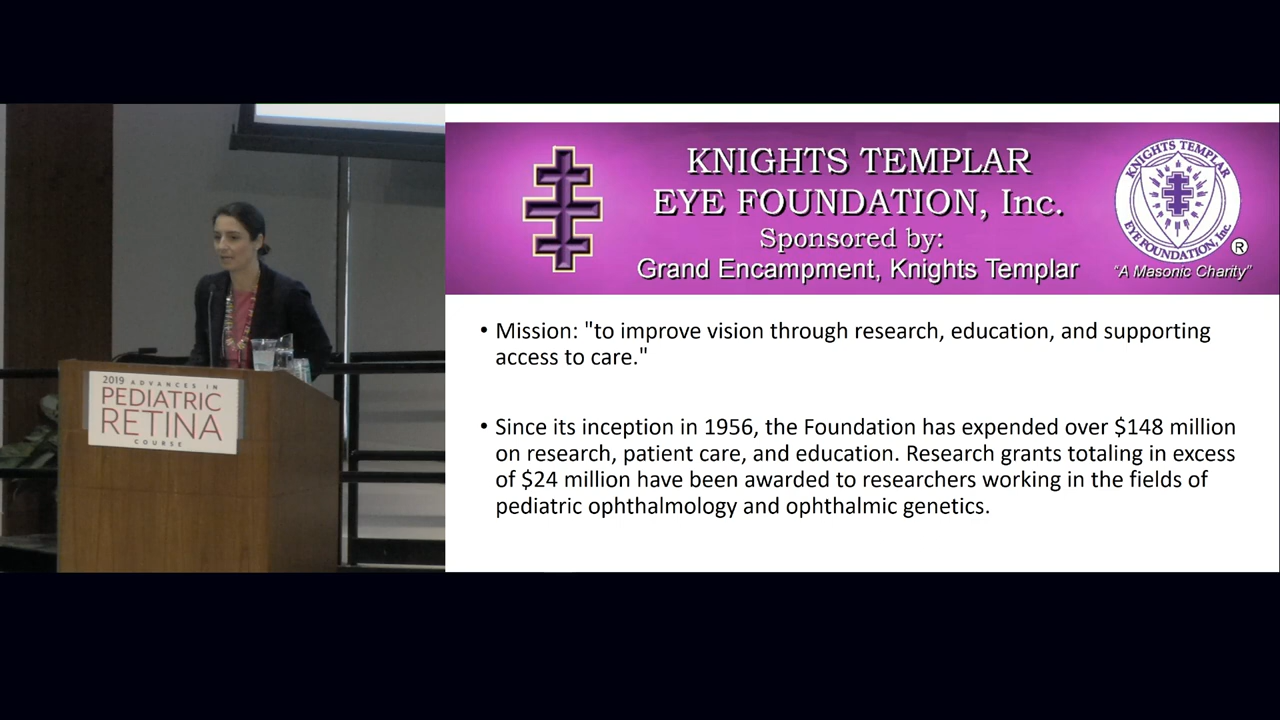 2019 ADVANCES IN
PEDIATRIC
RETINA
COURSE
KNIGHTS TEMPLAR
EYE FOUNDATION, Inc.
Sponsored by:
Grand Encampment, Knights Templar
KNIGHTS TEMPLAR
EYE FOUNDATION, Inc.
®
"A Masonic Charity"
• Mission: "to improve vision through research, education, and supporting
access to care."
• Since its inception in 1956, the Foundation has expended over $148 million
on research, patient care, and education. Research grants totaling in excess
of $24 million have been awarded to researchers working in the fields of
pediatric ophthalmology and ophthalmic genetics.